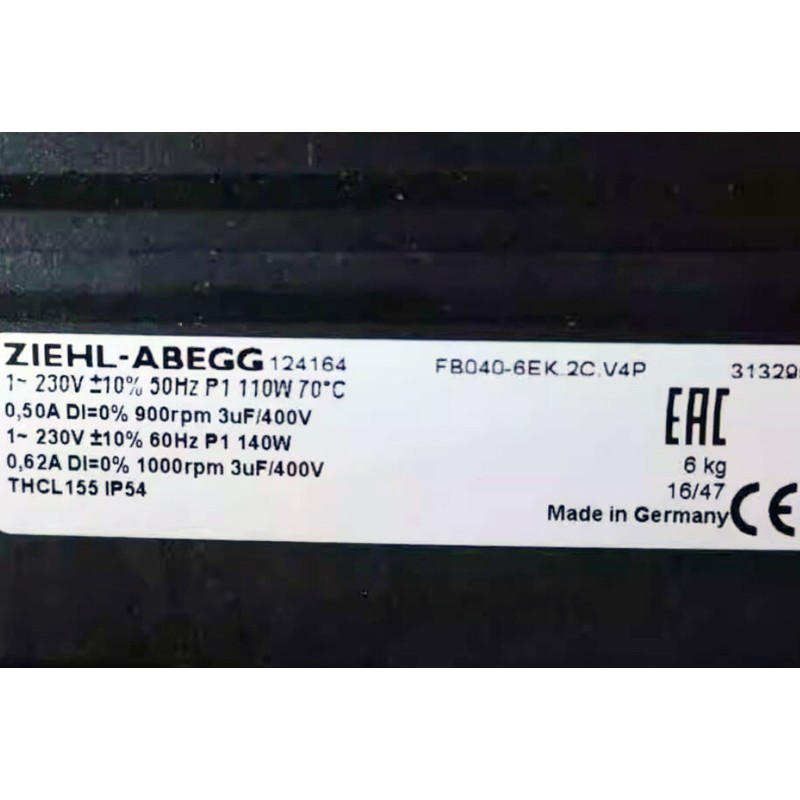 ZIEHL-ABEGG 124164 FB040-6EK.2C.V4P
1~ 230V ±10% 50Hz P1 110W 70°C
0,50A DI=0% 900rpm 3uF/400V
1~ 230V ±10% 60Hz P1 140W
0,62A DI=0% 1000rpm 3uF/400V
THCL155 IP54
EAC
6 kg
16/47
Made in Germany CE